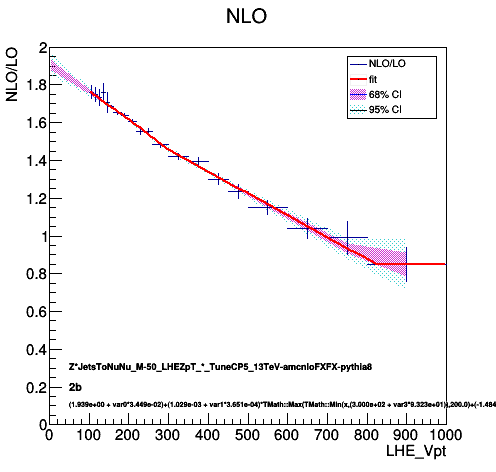 NLO
NLO/LO
2
1.8
1.6
1.4
1.2
1
0.8
0.6
0.4
0.2
0
NLO/LO
fit
68% CI
95% CI
Z*JetsToNuNu_M-50_LHEZpT_*_TuneCP5_13TeV-amcnloFXFX-pythia8
2b
(1.939e+00 + var0*3.449e-02)+(1.029e-03 + var1*3.651e-04)*TMath::Max(TMath::Min(x,(3.000e+02 + var3*9.323e+01)),200.0)+(-1.484
0 100 200 300 400 500 600 700 800 900 1000
LHE_Vpt